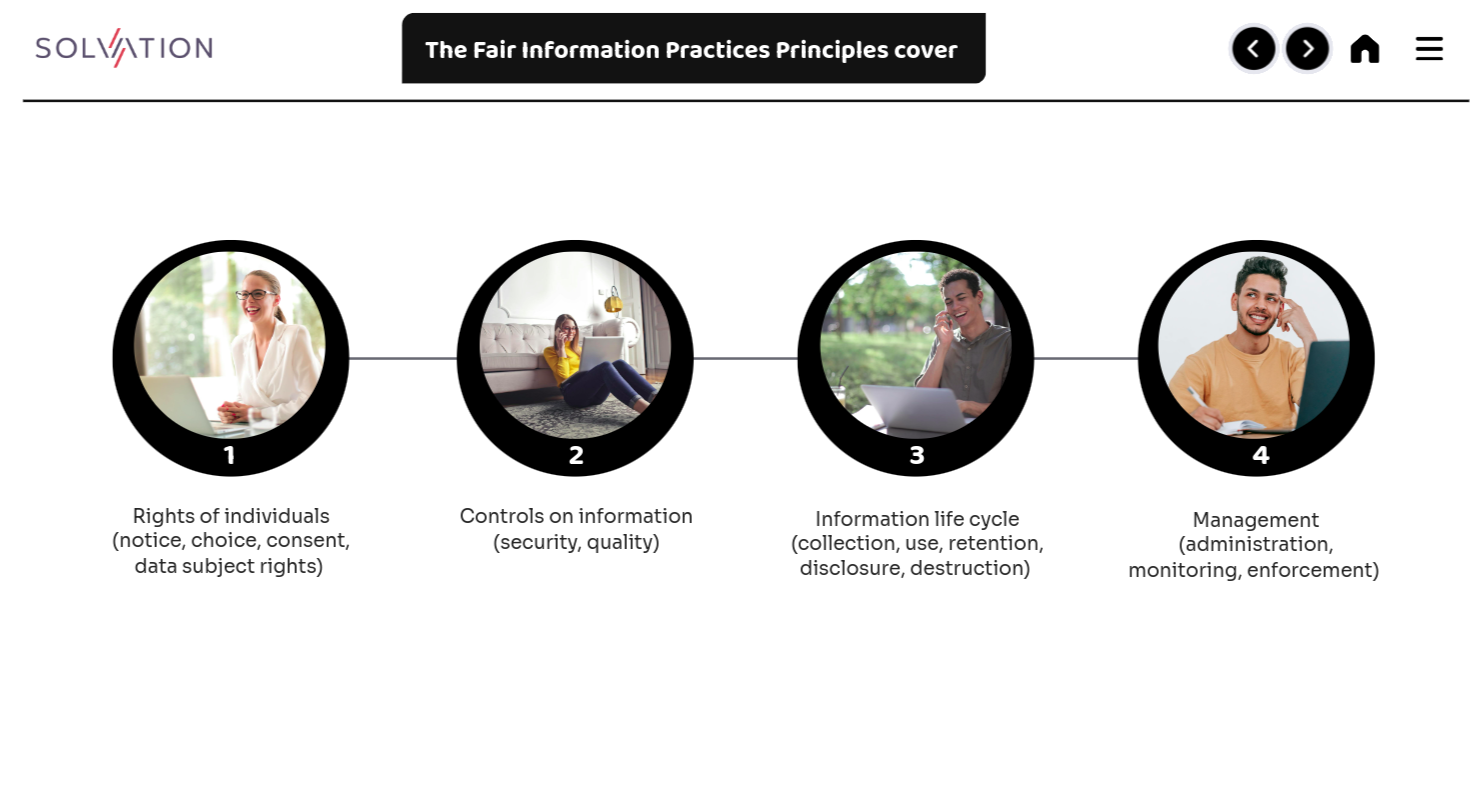 SOLVATION
The Fair Information Practices Principles cover
1
Rights of individuals
(notice, choice, consent,
data subject rights)
2
Controls on information
(security, quality)
3
Information life cycle
(collection, use, retention,
disclosure, destruction)
4
Management
(administration,
monitoring, enforcement)